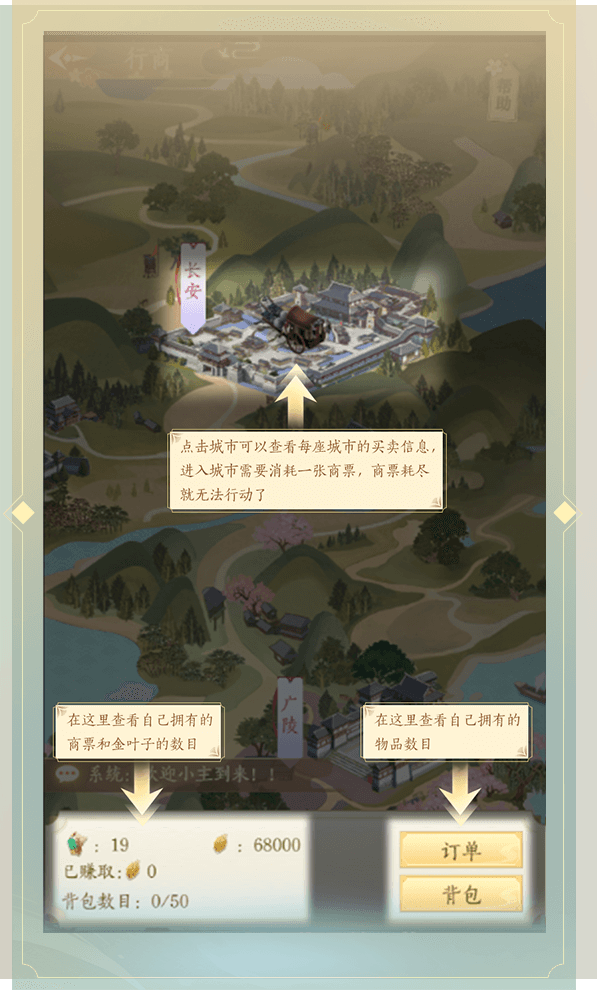 行商
帮助
长安
点击城市可以查看每座城市的买卖信息，
进入城市需要消耗一张商票，商票耗尽
就无法行动了
广陵
在这里查看自己拥有的
商票和金叶子的数目
在这里查看自己拥有的
物品数目
系统：欢迎小主到来！！
：19
：68000
已赚取：0
背包数目：0/50
订单
背包